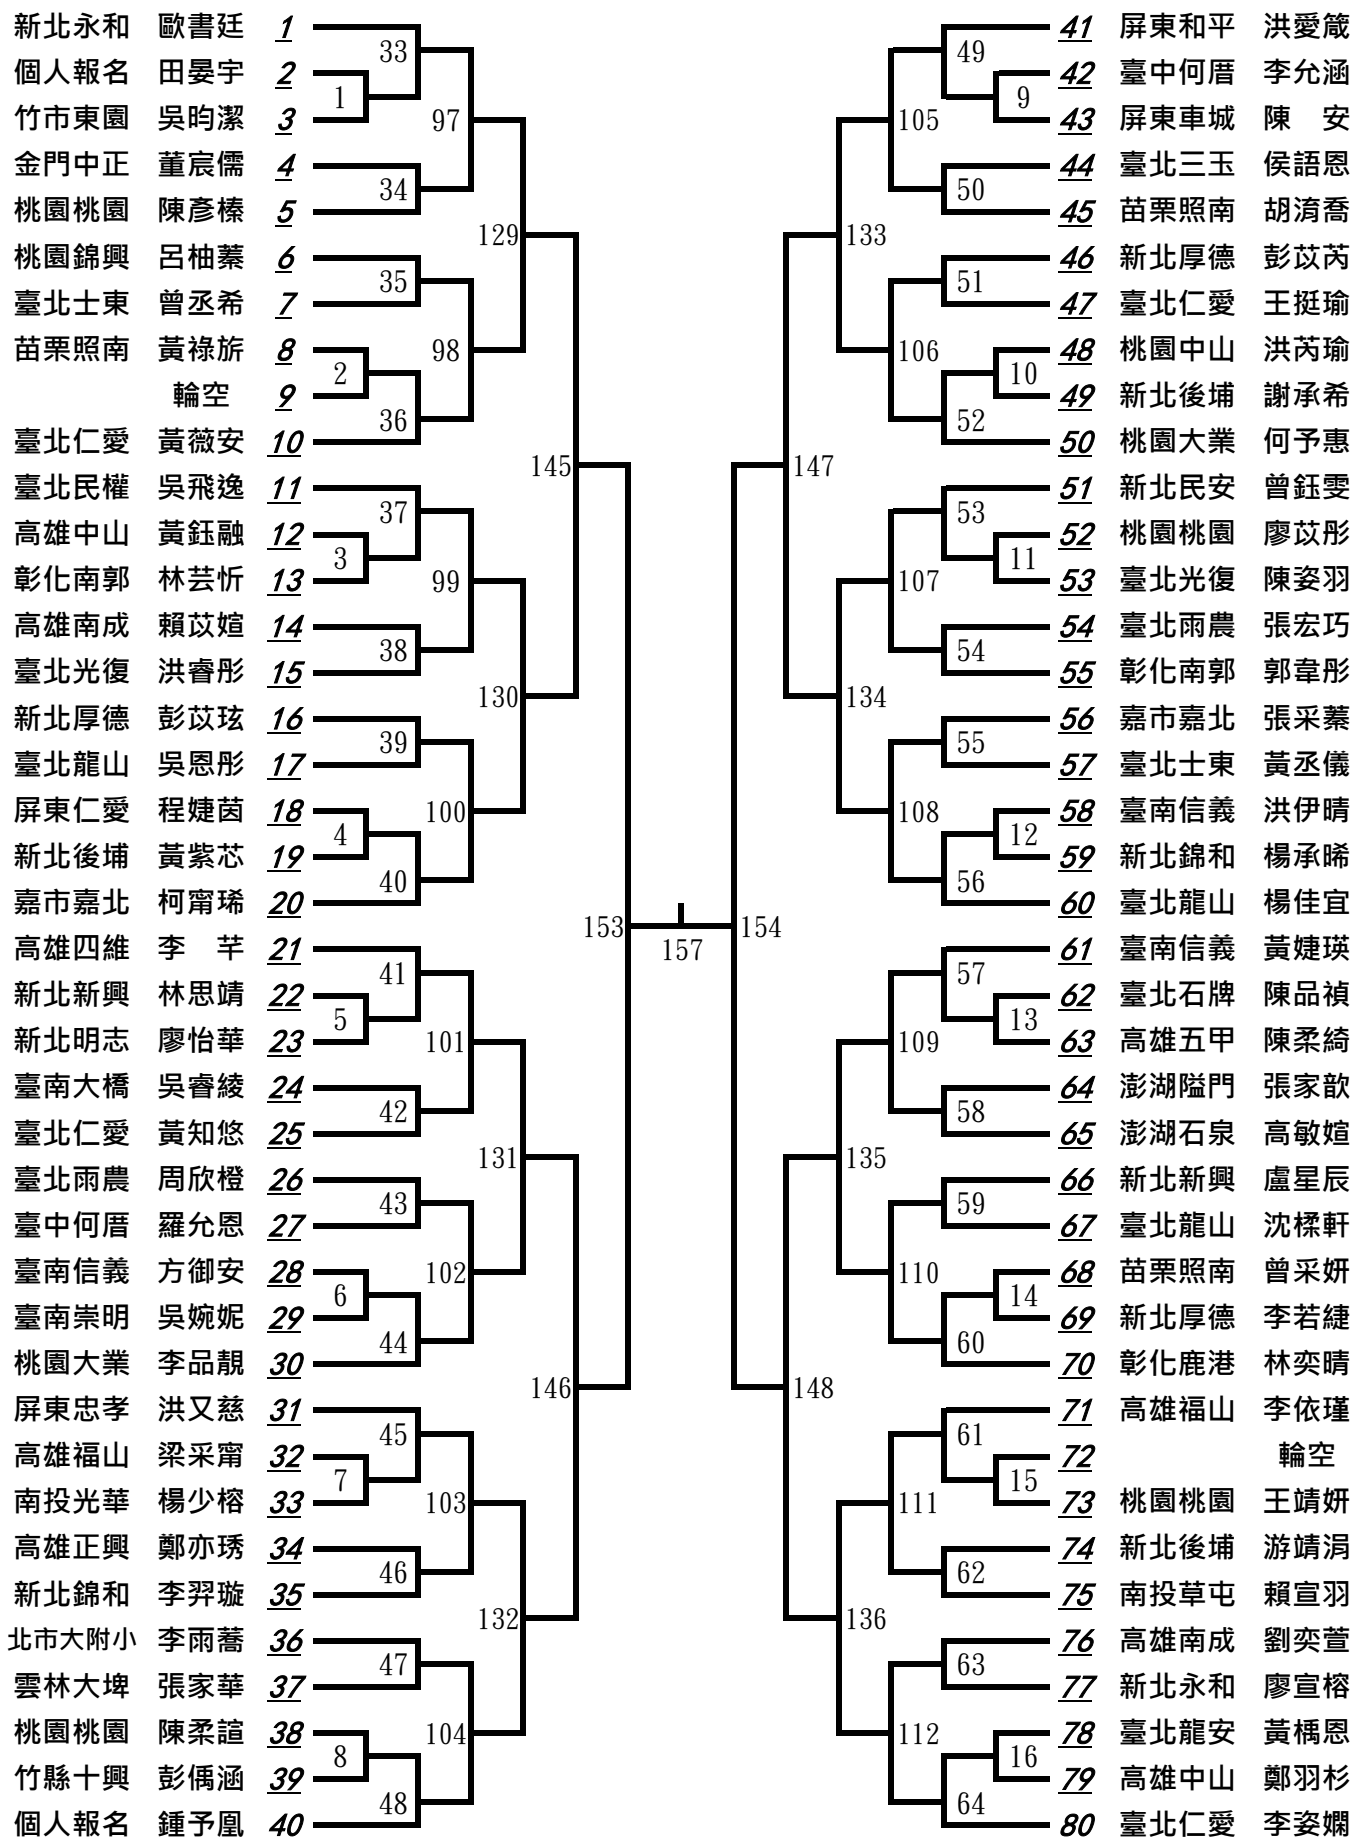 新北永和 歐書廷 1
個人報名 田晏宇 2
竹市東園 吳昀潔 3
金門中正 董宸儒 4
桃園桃園 陳彥榛 5
桃園錦興 呂柚蓁 6
臺北士東 曾丞希 7
苗栗照南 黃祿旂 8
輪空 9
臺北仁愛 黃薇安 10
臺北民權 吳飛逸 11
高雄中山 黃鈺融 12
彰化南郭 林芸忻 13
高雄南成 賴苡媗 14
臺北光復 洪睿彤 15
新北厚德 彭苡玹 16
臺北龍山 吳恩彤 17
屏東仁愛 程婕茵 18
新北後埔 黃紫芯 19
嘉市嘉北 柯甯琋 20
高雄四維 李 芊 21
新北新興 林思靖 22
新北明志 廖怡華 23
臺南大橋 吳睿綾 24
臺北仁愛 黃知悠 25
臺北雨農 周欣橙 26
臺中何厝 羅允恩 27
臺南信義 方御安 28
臺南崇明 吳婉妮 29
桃園大業 李品靚 30
屏東忠孝 洪又慈 31
高雄福山 梁采甯 32
南投光華 楊少榕 33
高雄正興 鄭亦琇 34
新北錦和 李羿璇 35
北市大附小 李雨蕎 36
雲林大埤 張家華 37
桃園桃園 陳柔諠 38
竹縣十興 彭偊涵 39
個人報名 鍾予凰 40
1
2
3
4
5
6
7
8
33
34
35
36
37
38
39
40
41
42
43
44
45
46
47
48
97
98
99
100
101
102
103
104
129
130
131
132
145
146
153
157
154
147
148
133
134
135
136
105
106
107
108
109
110
111
112
49
50
51
52
53
54
55
56
57
58
59
60
61
62
63
64
9
10
11
12
13
14
15
16
41 屏東和平 洪愛箴
42 臺中何厝 李允涵
43 屏東車城 陳 安
44 臺北三玉 侯語恩
45 苗栗照南 胡淯喬
46 新北厚德 彭苡芮
47 臺北仁愛 王挺瑜
48 桃園中山 洪芮瑜
49 新北後埔 謝承希
50 桃園大業 何予惠
51 新北民安 曾鈺雯
52 桃園桃園 廖苡彤
53 臺北光復 陳姿羽
54 臺北雨農 張宏巧
55 彰化南郭 郭韋彤
56 嘉市嘉北 張采蓁
57 臺北士東 黃丞儀
58 臺南信義 洪伊晴
59 新北錦和 楊承晞
60 臺北龍山 楊佳宜
61 臺南信義 黃婕瑛
62 臺北石牌 陳品禎
63 高雄五甲 陳柔綺
64 澎湖隘門 張家歆
65 澎湖石泉 高敏媗
66 新北新興 盧星辰
67 臺北龍山 沈楺軒
68 苗栗照南 曾采妍
69 新北厚德 李若緁
70 彰化鹿港 林奕晴
71 高雄福山 李依瑾
72 輪空
73 桃園桃園 王靖妍
74 新北後埔 游靖涓
75 南投草屯 賴宣羽
76 高雄南成 劉奕萱
77 新北永和 廖宣榕
78 臺北龍安 黃楀恩
79 高雄中山 鄭羽杉
80 臺北仁愛 李姿嫻